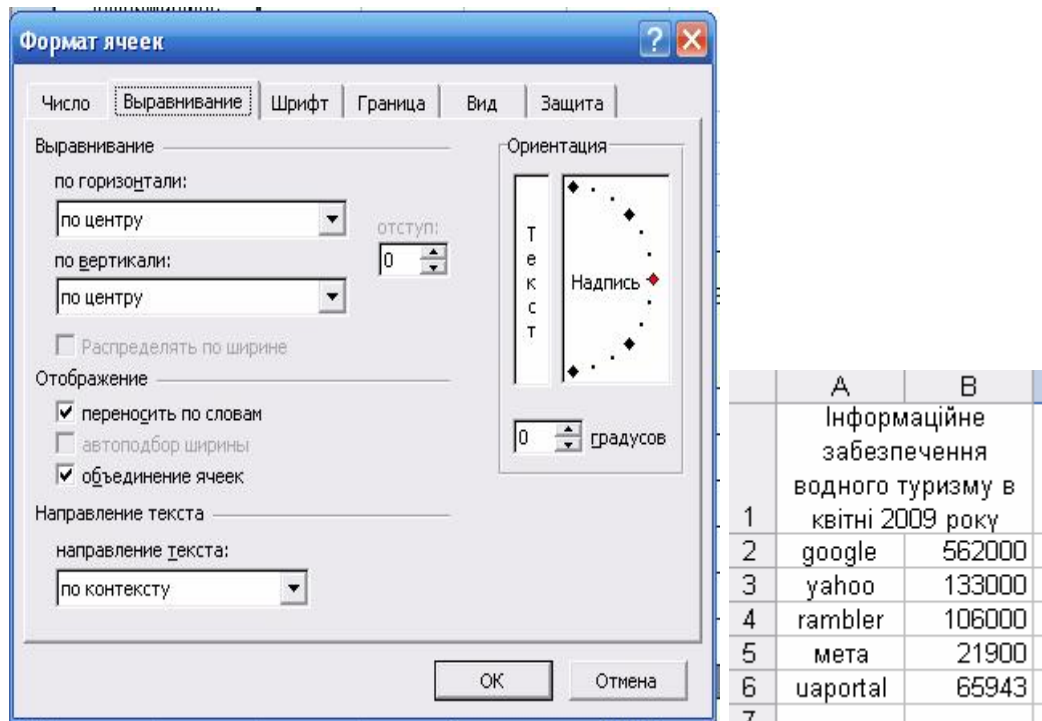 Формат ячеек
Число Выравнивание Шрифт Граница Вид Защита
Выравнивание
по горизонтали:
по центру
отступ:
0
по вертикали:
по центру
Распределять по ширине
Отображение
переносить по словам
автоподбор ширины
объединение ячеек
Направление текста
направление текста:
по контексту
Ориентация
Текст
Надпись
0 градусов
ОК Отмена
A B
1 Інформаційне
забезпечення
водного туризму в
квітні 2009 року
2 google 562000
3 yahoo 133000
4 rambler 106000
5 мета 21900
6 uaportal 65943
7